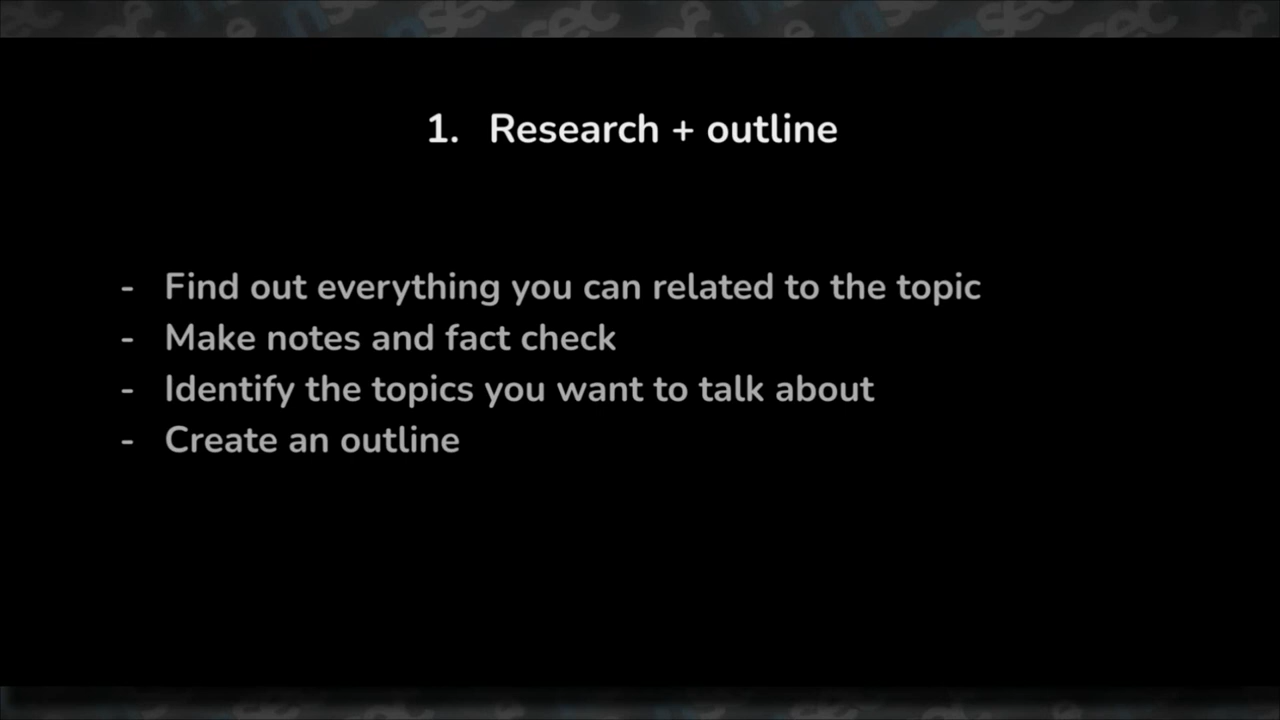 1. Research + outline
- Find out everything you can related to the topic
- Make notes and fact check
- Identify the topics you want to talk about
- Create an outline